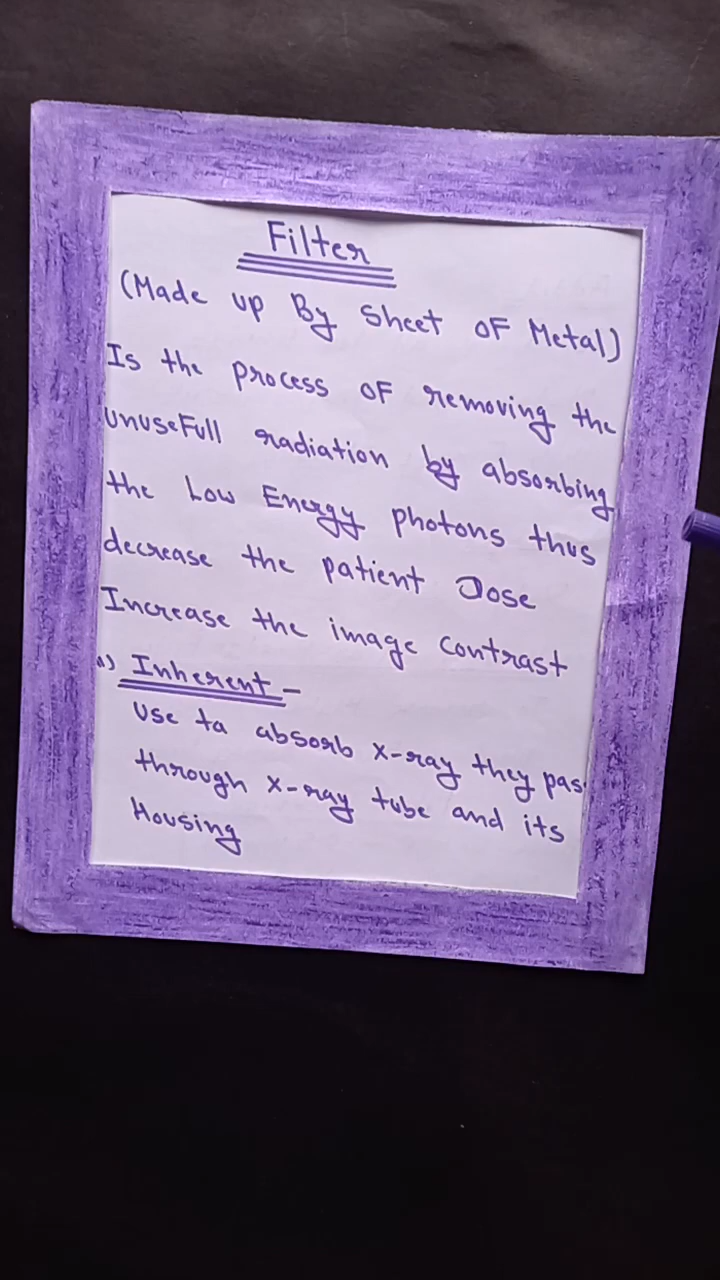 Filter
(Made up By Sheet oF Metal)
Is the process oF removing the
unuseFull radiation by absorbing
the Low Energy photons thus
decrease the patient Dose
Increase the image contrast
Inherent -
Use ta absorb x-ray they pas
through x-ray tube and its
Housing